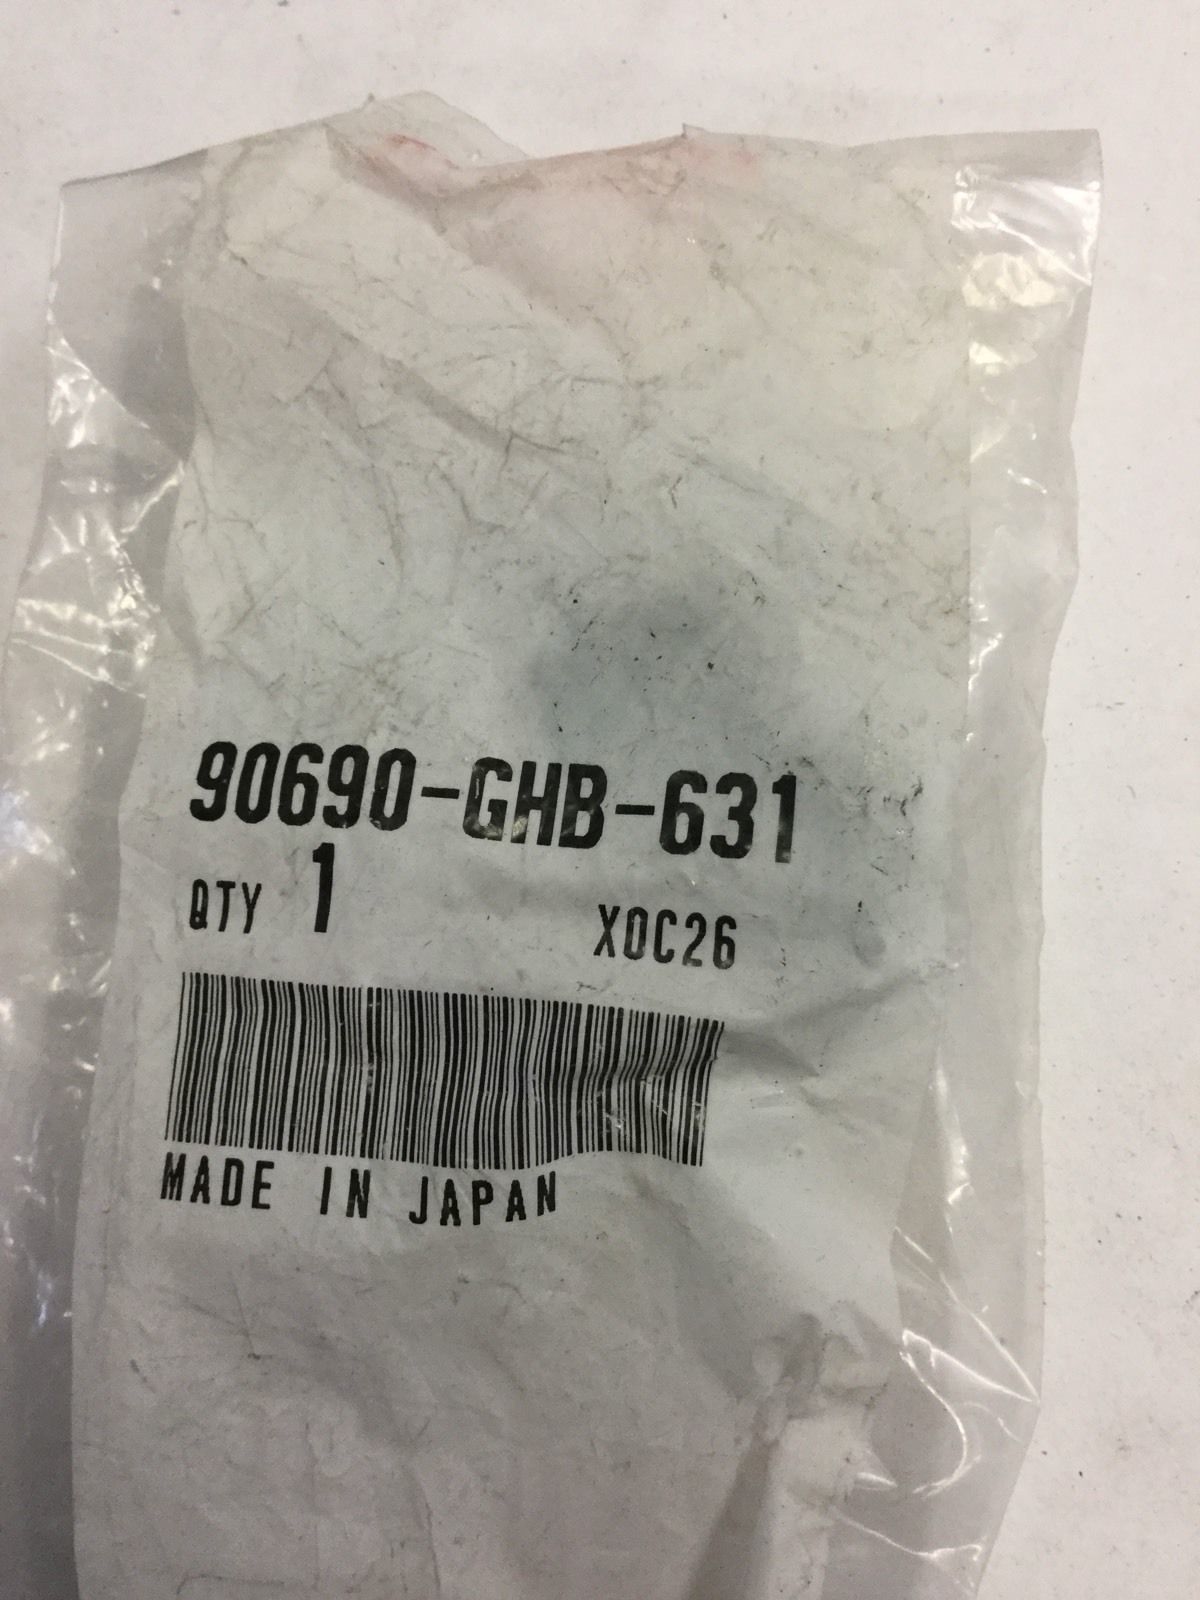 90690-GHB-631
QTY 1 X0C26
MADE IN JAPAN